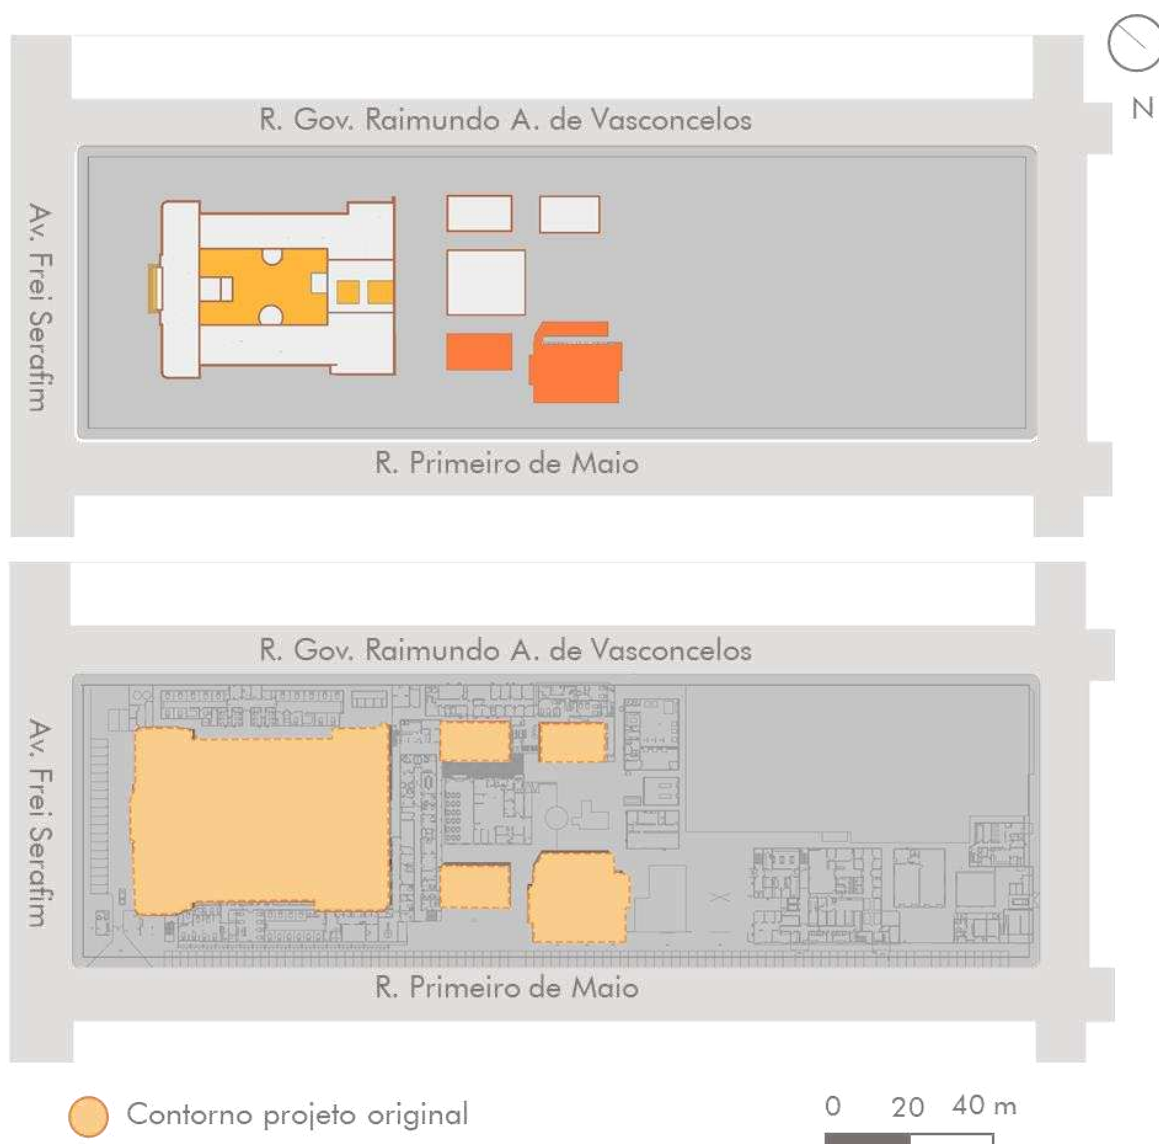 R. Gov. Raimundo A. de Vasconcelos
N
Av. Frei Serafim
R. Primeiro de Maio
R. Gov. Raimundo A. de Vasconcelos
Av. Frei Serafim
R. Primeiro de Maio
Contorno projeto original
0 20 40 m